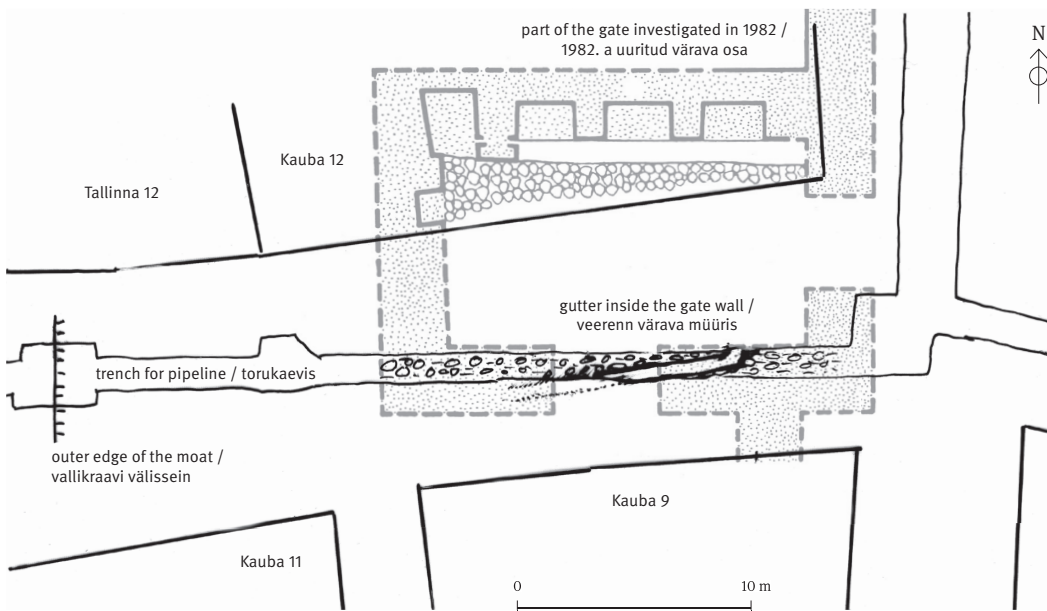 part of the gate investigated in 1982 /
1982. a uuritud värava osa
N
Kauba 12
Tallinna 12
gutter inside the gate wall /
veerenn värava müüris
trench for pipeline / torukaevis
outer edge of the moat /
vallikraavi välissein
Kauba 9
Kauba 11
0
10 m